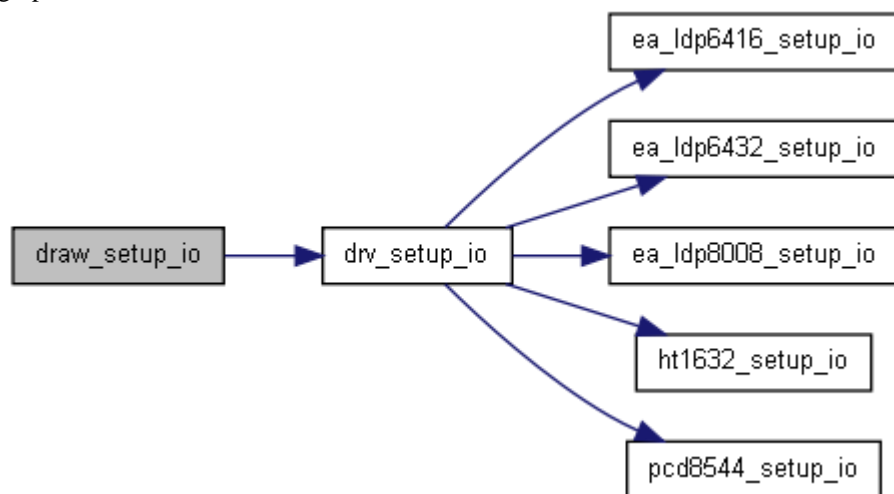 ea_ldp6416_setup_io
ea_ldp6432_setup_io
draw_setup_io
drv_setup_io
ea_ldp8008_setup_io
ht1632_setup_io
pcd8544_setup_io